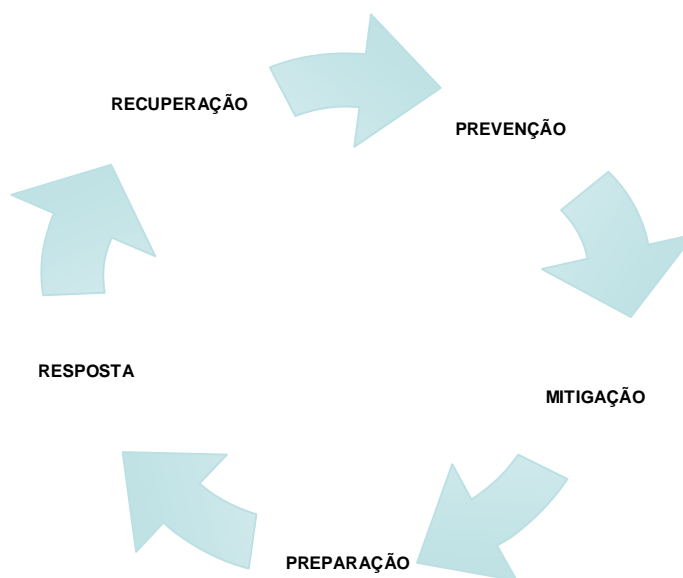 RECUPERAÇÃO
PREVENÇÃO
RESPOSTA
MITIGAÇÃO
PREPARAÇÃO